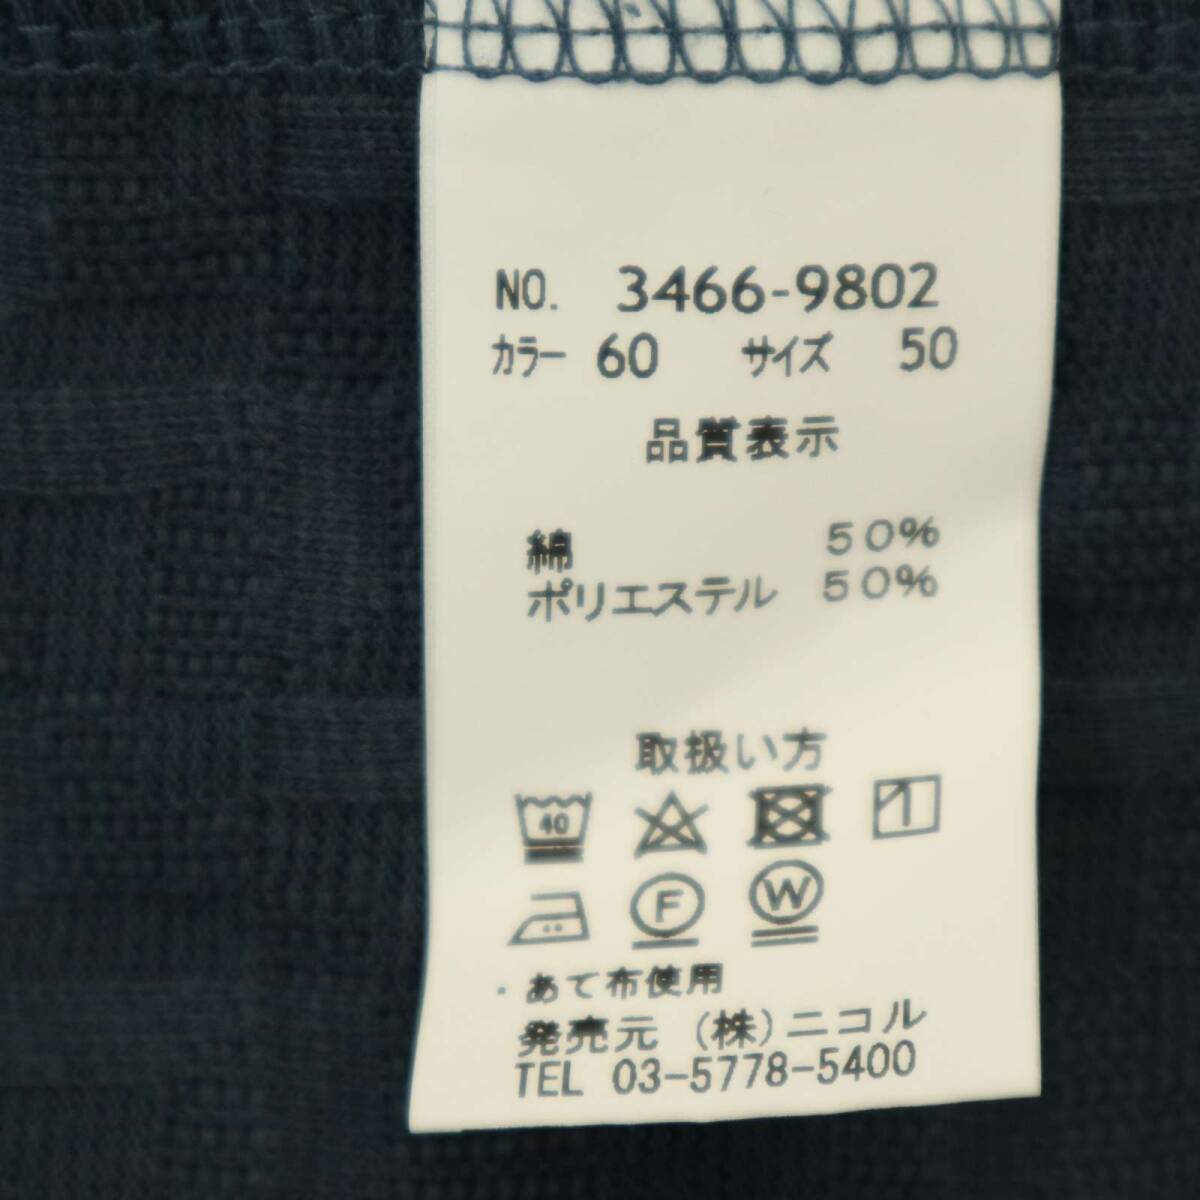 NO. 3466-9802
カラー 60 サイズ 50
品質表示
綿 50%
ポリエステル 50%
取扱い方
40
1
F
W
・あて布使用
発売元 (株)ニコル
TEL 03-5778-5400